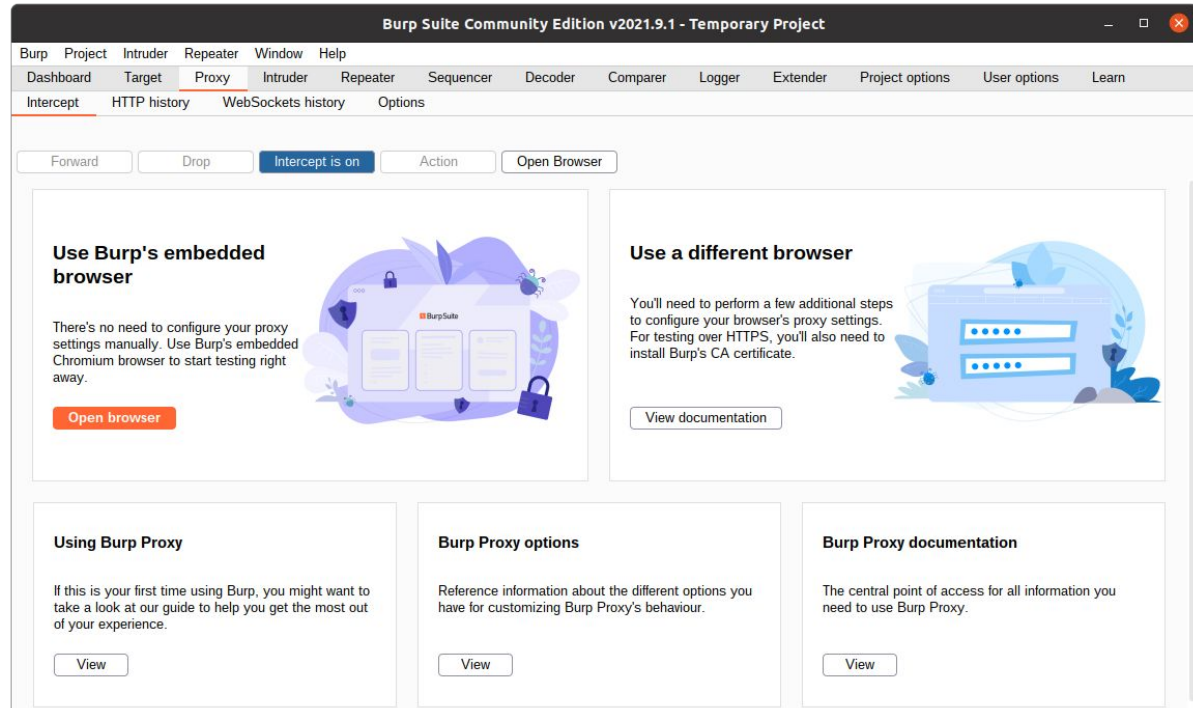 Burp Suite Community Edition v2021.9.1 - Temporary Project
Burp Project Intruder Repeater Window Help
Dashboard Target Proxy Intruder Repeater Sequencer Decoder Comparer Logger Extender Project options User options Learn
Intercept HTTP history WebSockets history Options
Forward Drop Intercept is on Action Open Browser
Use Burp's embedded
browser
There's no need to configure your proxy
settings manually. Use Burp's embedded
Chromium browser to start testing right
away.
Open browser
BurpSuite
Use a different browser
You'll need to perform a few additional steps
to configure your browser's proxy settings.
For testing over HTTPS, you'll also need to
install Burp's CA certificate.
View documentation
Using Burp Proxy
If this is your first time using Burp, you might want to
take a look at our guide to help you get the most out
of your experience.
View
Burp Proxy options
Reference information about the different options you
have for customizing Burp Proxy's behaviour.
View
Burp Proxy documentation
The central point of access for all information you
need to use Burp Proxy.
View